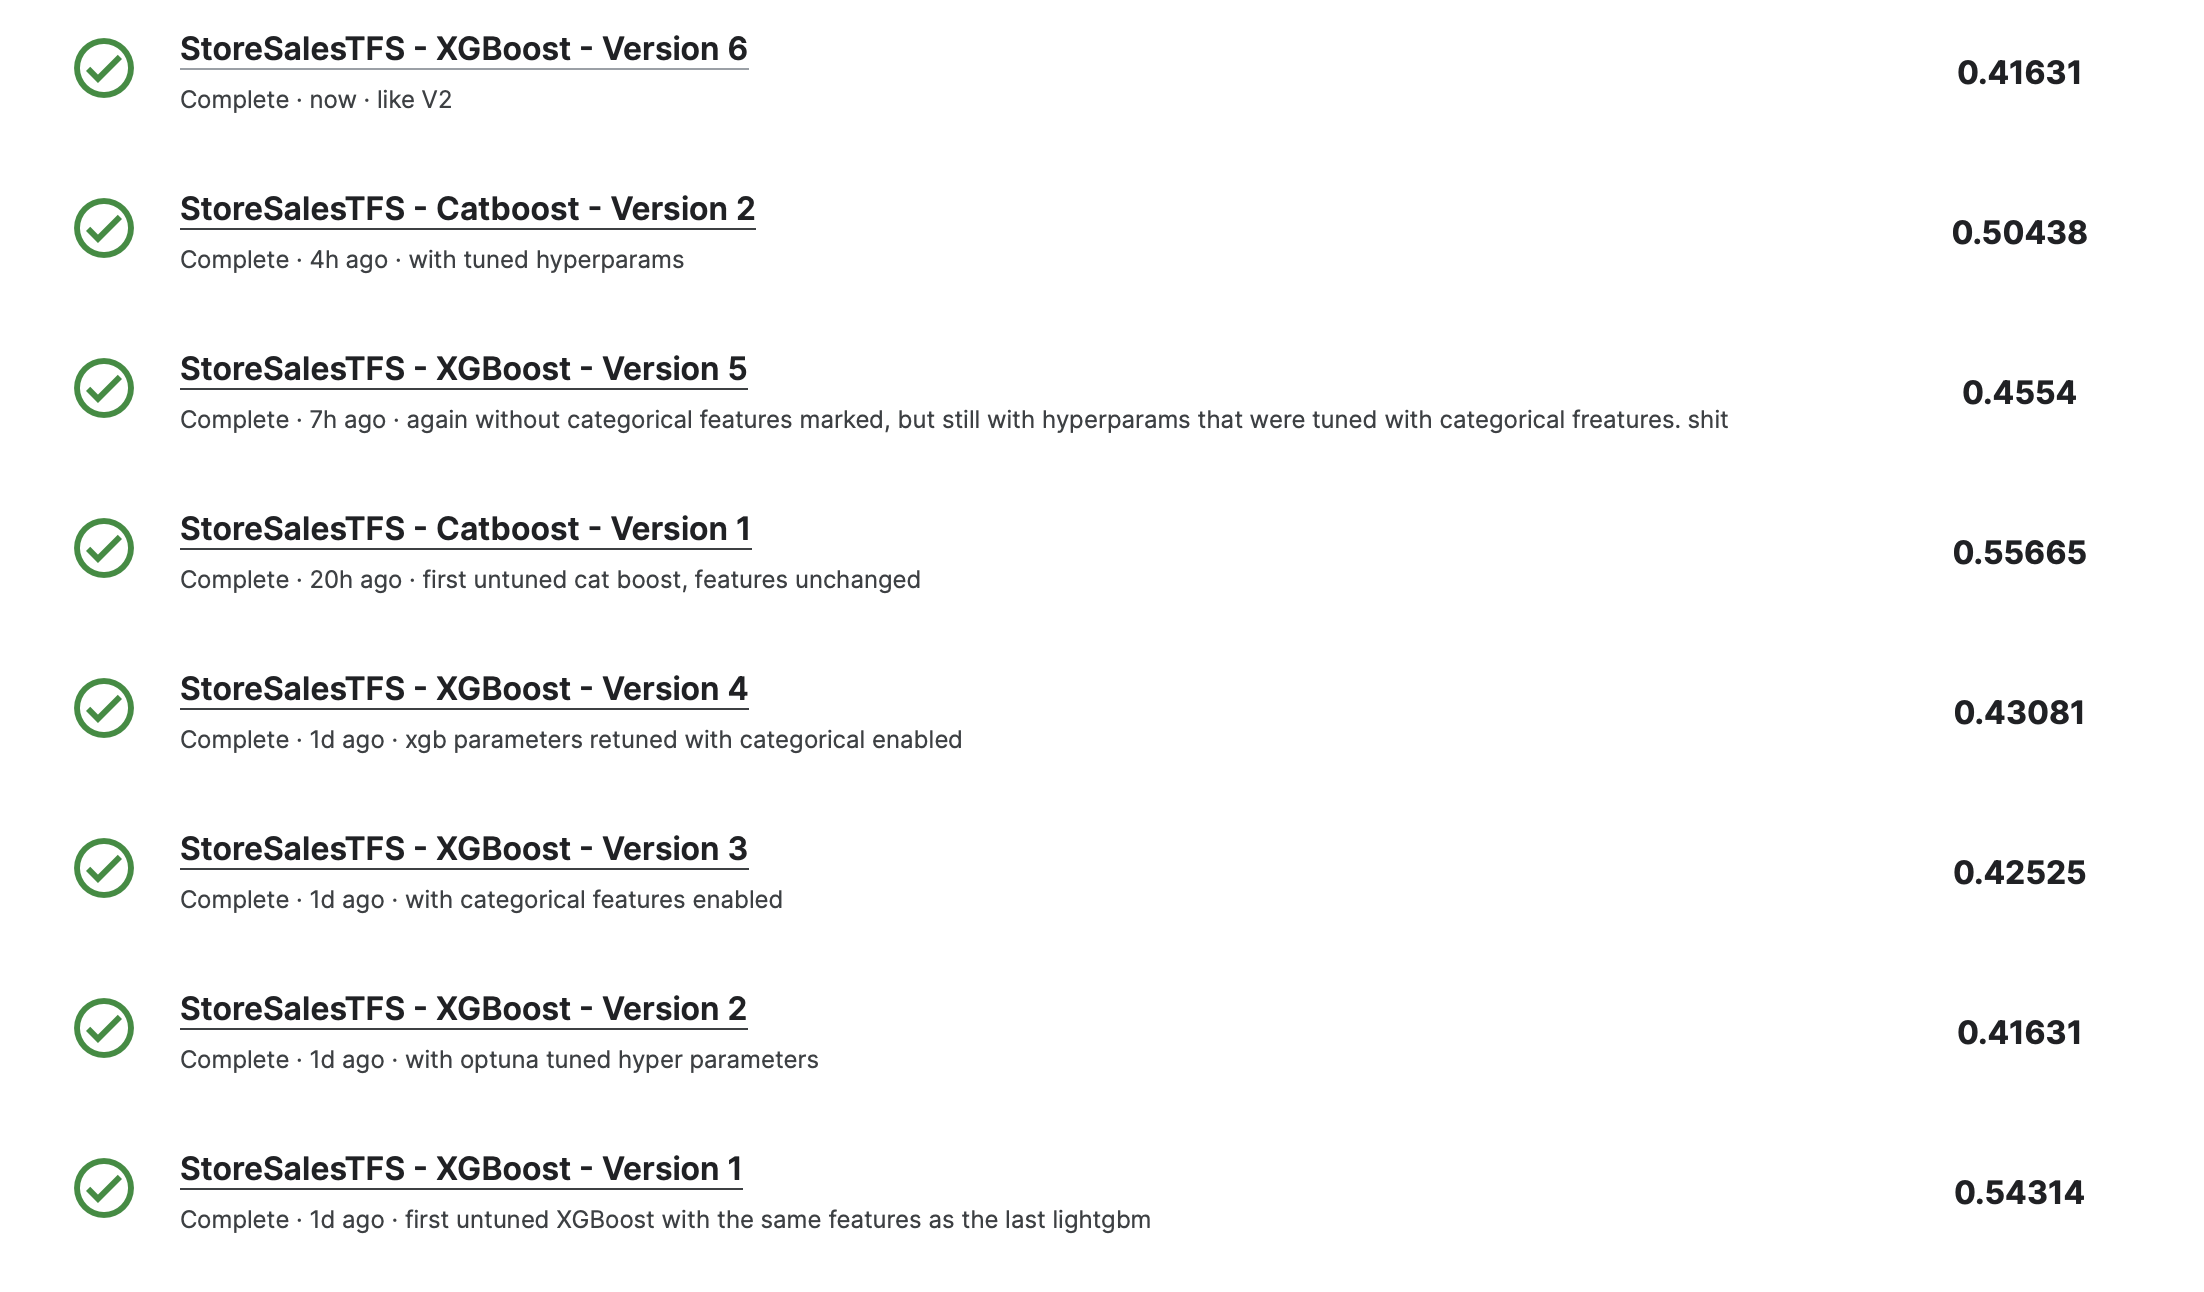 StoreSalesTFS - XGBoost - Version 6
0.41631
Complete · now · like V2
StoreSalesTFS - Catboost - Version 2
0.50438
Complete · 4h ago · with tuned hyperparams
StoreSalesTFS - XGBoost - Version 5
0.4554
Complete · 7h ago · again without categorical features marked, but still with hyperparams that were tuned with categorical freatures. shit
StoreSalesTFS - Catboost - Version 1
0.55665
Complete · 20h ago · first untuned cat boost, features unchanged
StoreSalesTFS - XGBoost - Version 4
0.43081
Complete · 1d ago · xgb parameters retuned with categorical enabled
StoreSalesTFS - XGBoost - Version 3
0.42525
Complete · 1d ago · with categorical features enabled
StoreSalesTFS - XGBoost - Version 2
0.41631
Complete · 1d ago · with optuna tuned hyper parameters
StoreSalesTFS - XGBoost - Version 1
0.54314
Complete · 1d ago · first untuned XGBoost with the same features as the last lightgbm